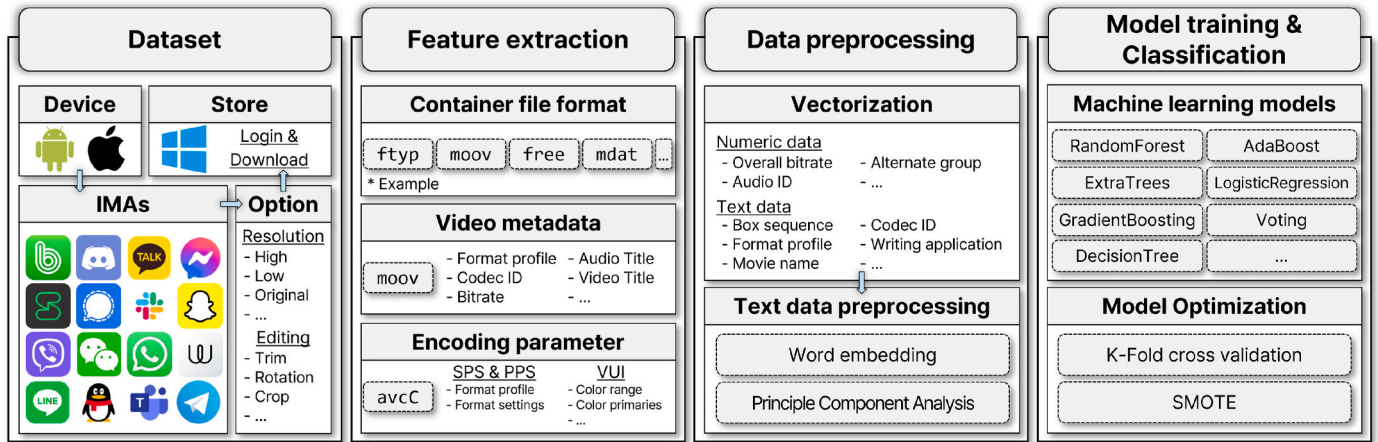 Dataset
Device
Store
Login &
Download
IMAs
TALK
LINE
T
Option
Resolution
- High
- Low
- Original
- ...
Editing
- Trim
- Rotation
- Crop
- ...
Feature extraction
Container file format
ftyp moov free mdat ...
* Example
Video metadata
moov
- Format profile - Audio Title
- Codec ID - Video Title
- Bitrate - ...
Encoding parameter
avcC
SPS & PPS VUI
- Format profile - Color range
- Format settings - Color primaries
- ...
Data preprocessing
Vectorization
Numeric data
- Overall bitrate - Alternate group
- Audio ID - ...
Text data
- Box sequence - Codec ID
- Format profile - Writing application
- Movie name - ...
Text data preprocessing
Word embedding
Principle Component Analysis
Model training &
Classification
Machine learning models
RandomForest AdaBoost
ExtraTrees LogisticRegression
GradientBoosting Voting
DecisionTree ...
Model Optimization
K-Fold cross validation
SMOTE